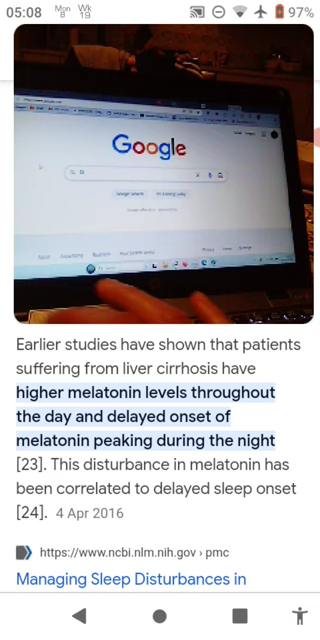 05:08 Mon 8 Wk 19 97%
Google
Earlier studies have shown that patients
suffering from liver cirrhosis have
higher melatonin levels throughout
the day and delayed onset of
melatonin peaking during the night
[23]. This disturbance in melatonin has
been correlated to delayed sleep onset
[24]. 4 Apr 2016
https://www.ncbi.nlm.nih.gov › pmc
Managing Sleep Disturbances in